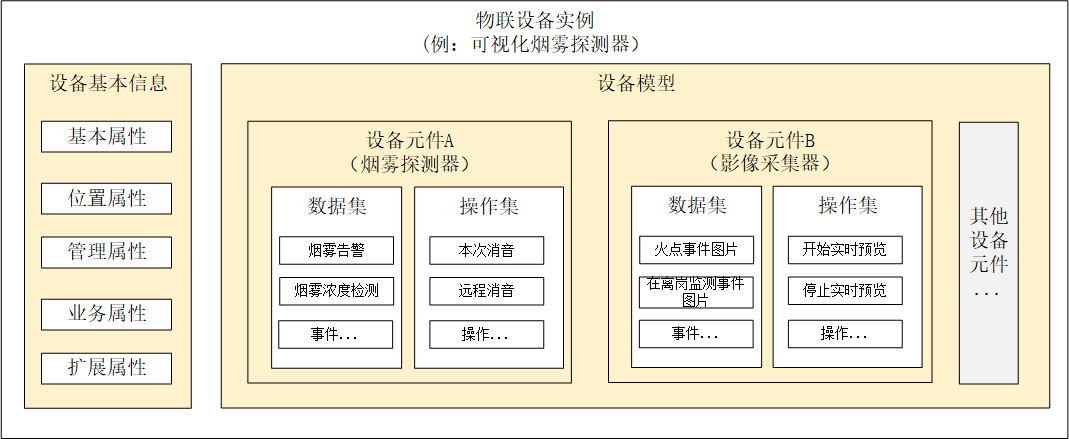 物联设备实例
(例：可视化烟雾探测器）
设备基本信息
基本属性
位置属性
管理属性
业务属性
扩展属性
设备模型
设备元件A
（烟雾探测器）
数据集
烟雾告警
烟雾浓度检测
事件...
操作集
本次消音
远程消音
操作...
设备元件B
（影像采集器）
数据集
火点事件图片
在离岗监测事件
图片
事件...
操作集
开始实时预览
停止实时预览
操作...
其他
设备
元件
...